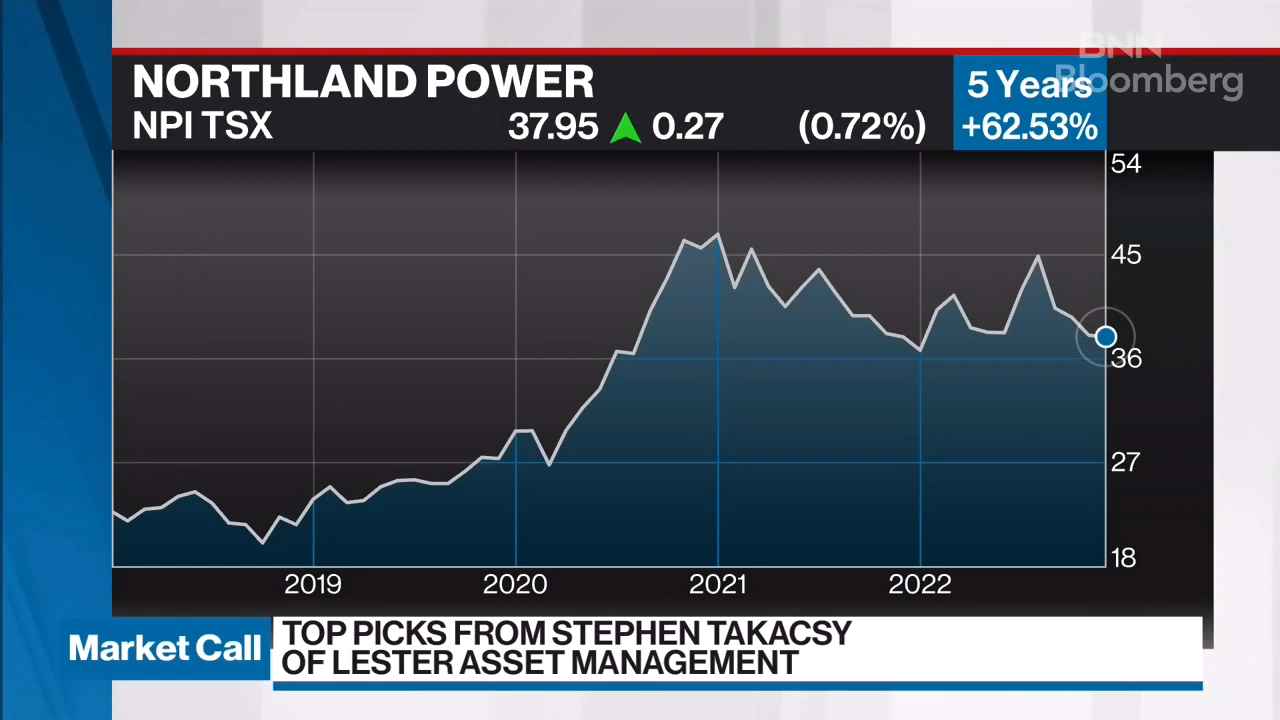 BNN
Bloomberg
NORTHLAND POWER
NPI TSX 37.95 0.27 (0.72%)
5 Years
+62.53%
54
45
36
27
18
2019 2020 2021 2022
Market Call
TOP PICKS FROM STEPHEN TAKACSY
OF LESTER ASSET MANAGEMENT